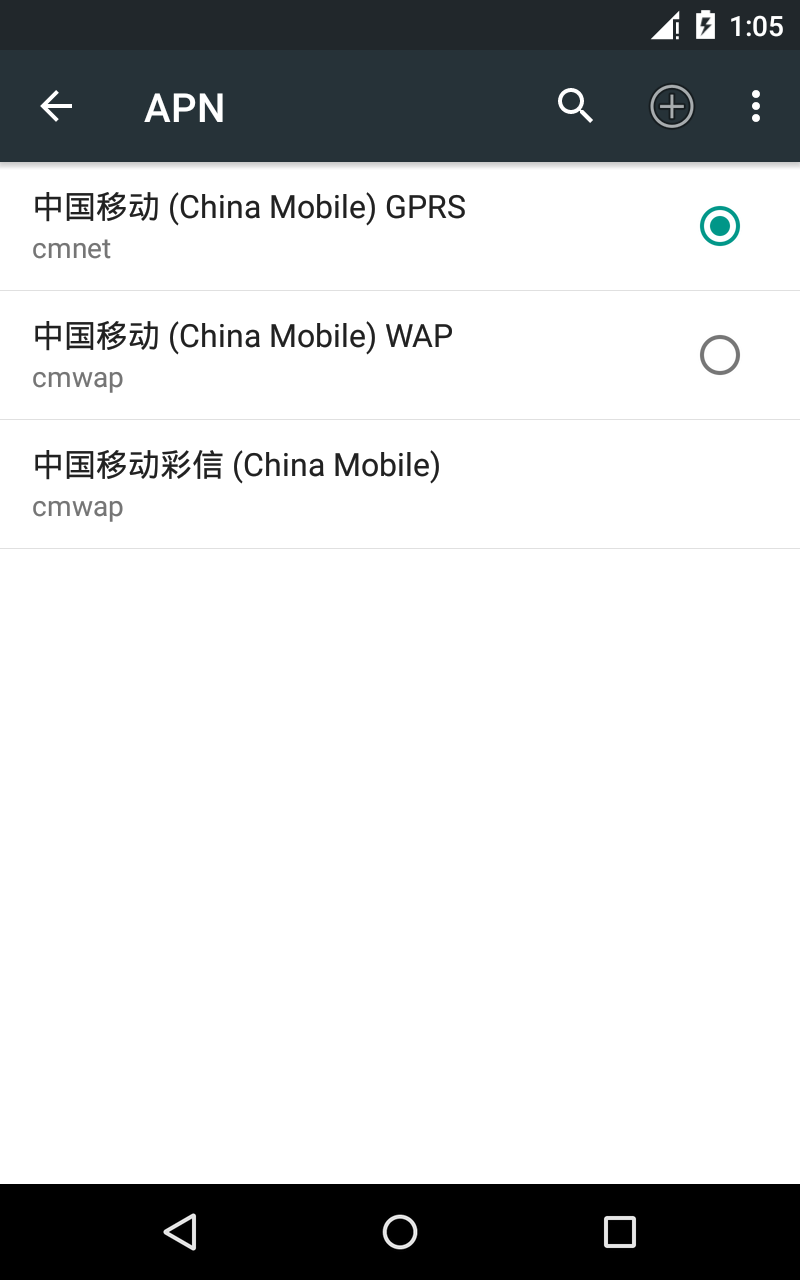 1:05
APN
中国移动 (China Mobile) GPRS
cmnet
中国移动 (China Mobile) WAP
cmwap
中国移动彩信 (China Mobile)
cmwap